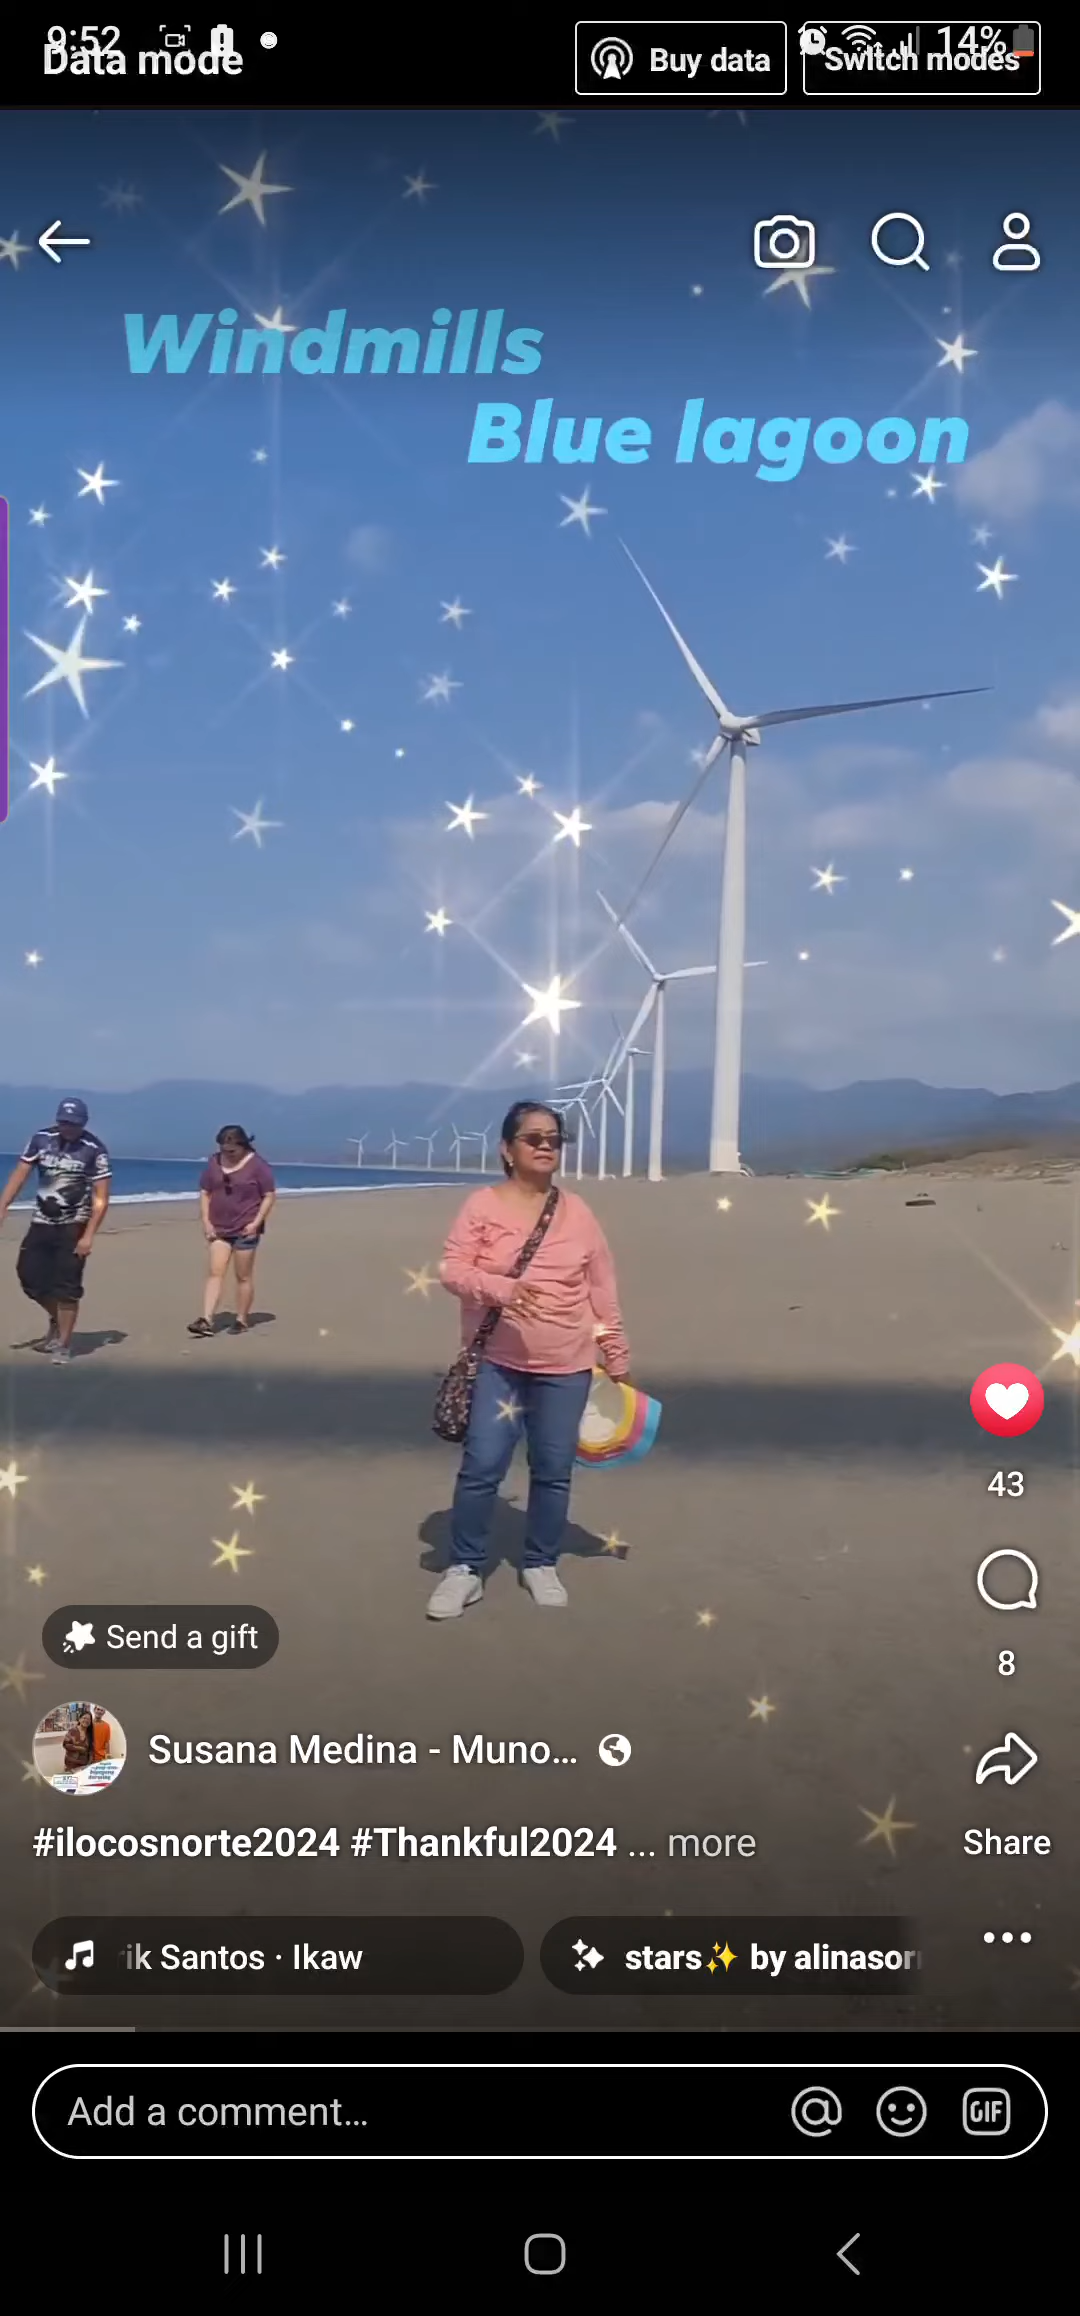 9:52
14%
Data mode
Buy data
Switch modes
Windmills
Blue lagoon
43
8
Send a gift
Susana Medina - Muno...
#ilocosnorte2024 #Thankful2024 ... more
Share
ik Santos · Ikaw
stars✨ by alinasor
Add a comment...
GIF